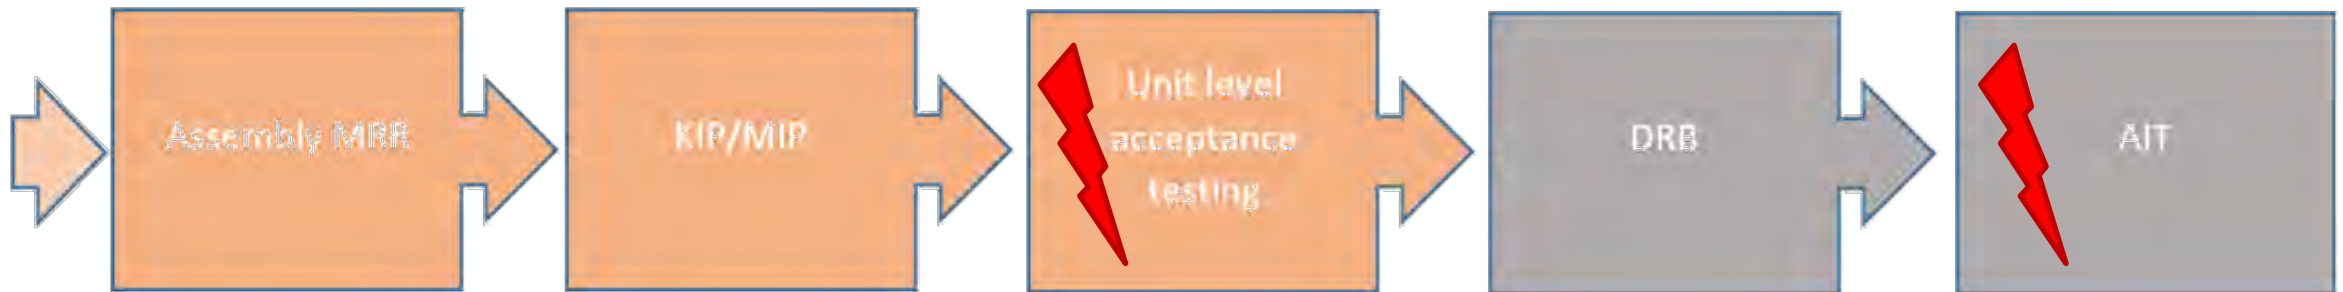 Assembly MRR
KIP/MIP
Unit level
acceptance
testing
DRB
AIT